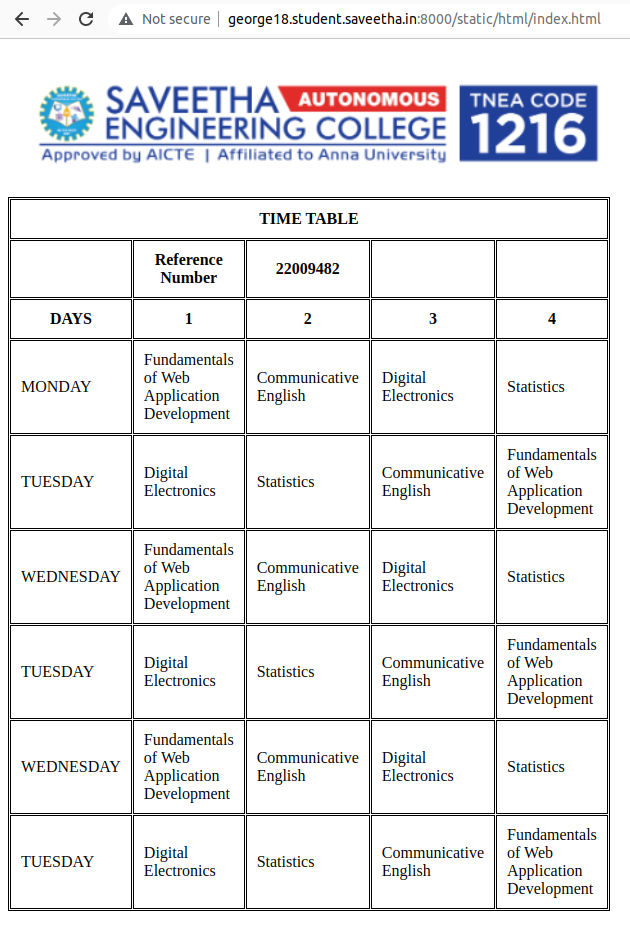 Not secure | george18.student.saveetha.in:8000/static/html/index.html
SAVEETHA AUTONOMOUS
ENGINEERING COLLEGE
Approved by AICTE | Affiliated to Anna University
TNEA CODE
1216
TIME TABLE
Reference
Number
22009482
DAYS 1 2 3 4
MONDAY
Fundamentals
of Web
Application
Development
Communicative
English
Digital
Electronics
Statistics
TUESDAY
Digital
Electronics
Statistics
Communicative
English
Fundamentals
of Web
Application
Development
WEDNESDAY
Fundamentals
of Web
Application
Development
Communicative
English
Digital
Electronics
Statistics
TUESDAY
Digital
Electronics
Statistics
Communicative
English
Fundamentals
of Web
Application
Development
WEDNESDAY
Fundamentals
of Web
Application
Development
Communicative
English
Digital
Electronics
Statistics
TUESDAY
Digital
Electronics
Statistics
Communicative
English
Fundamentals
of Web
Application
Development